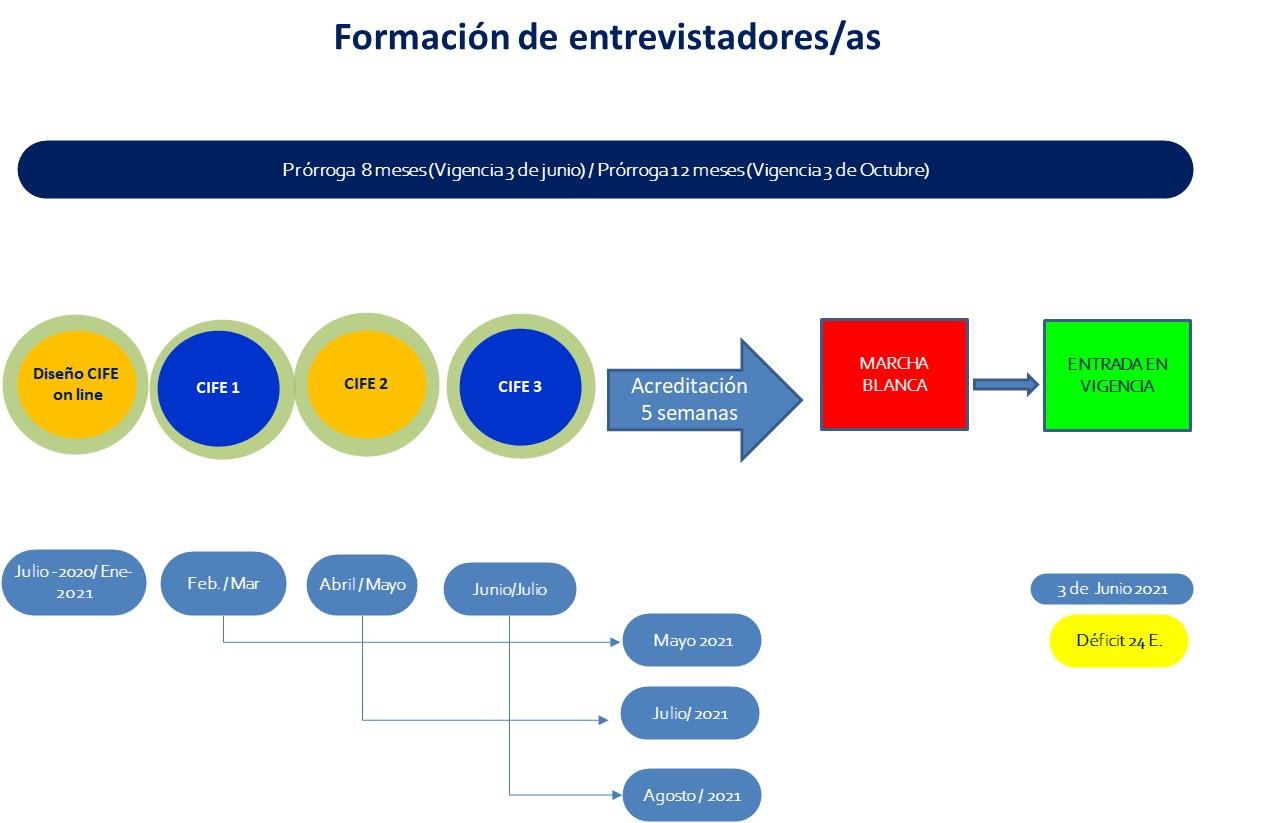 Formación de entrevistadores/as
Prórroga 8 meses (Vigencia 3 de junio) / Prórroga 12 meses (Vigencia 3 de Octubre)
Diseño CIFE
on line
CIFE 1
CIFE 2
CIFE 3
Acreditación
5 semanas
MARCHA
BLANCA
ENTRADA EN
VIGENCIA
Julio -2020/ Ene-
2021
Feb. / Mar
Abril / Mayo
Junio/Julio
3 de Junio 2021
Mayo 2021
Déficit 24 E.
Julio/ 2021
Agosto / 2021